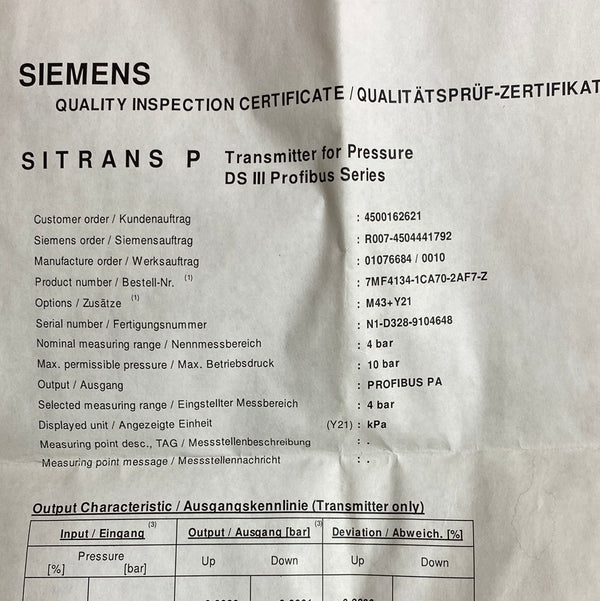 SIEMENS
QUALITY INSPECTION CERTIFICATE / QUALITÄTSPRÜF-ZERTIFIKAT
SITRANS P Transmitter for Pressure
DS III Profibus Series
Customer order / Kundenauftrag : 4500162621
Siemens order / Siemensauftrag : R007-4504441792
Manufacture order / Werksauftrag : 01076684 / 0010
Product number / Bestell-Nr. (1) : 7MF4134-1CA70-2AF7-Z
Options / Zusätze (1) : M43+Y21
Serial number / Fertigungsnummer : N1-D328-9104648
Nominal measuring range / Nennmessbereich : 4 bar
Max. permissible pressure / Max. Betriebsdruck : 10 bar
Output / Ausgang : PROFIBUS PA
Selected measuring range / Eingstellter Messbereich : 4 bar
Displayed unit / Angezeigte Einheit (Y21) : kPa
Measuring point desc., TAG / Messstellenbeschreibung : .
Measuring point message / Messstellennachricht : .
Output Characteristic / Ausgangskennlinie (Transmitter only)
Input / Eingang (3) Output / Ausgang [bar] (3) Deviation / Abweich. [%]
Pressure Up Down Up Down
[%] [bar]